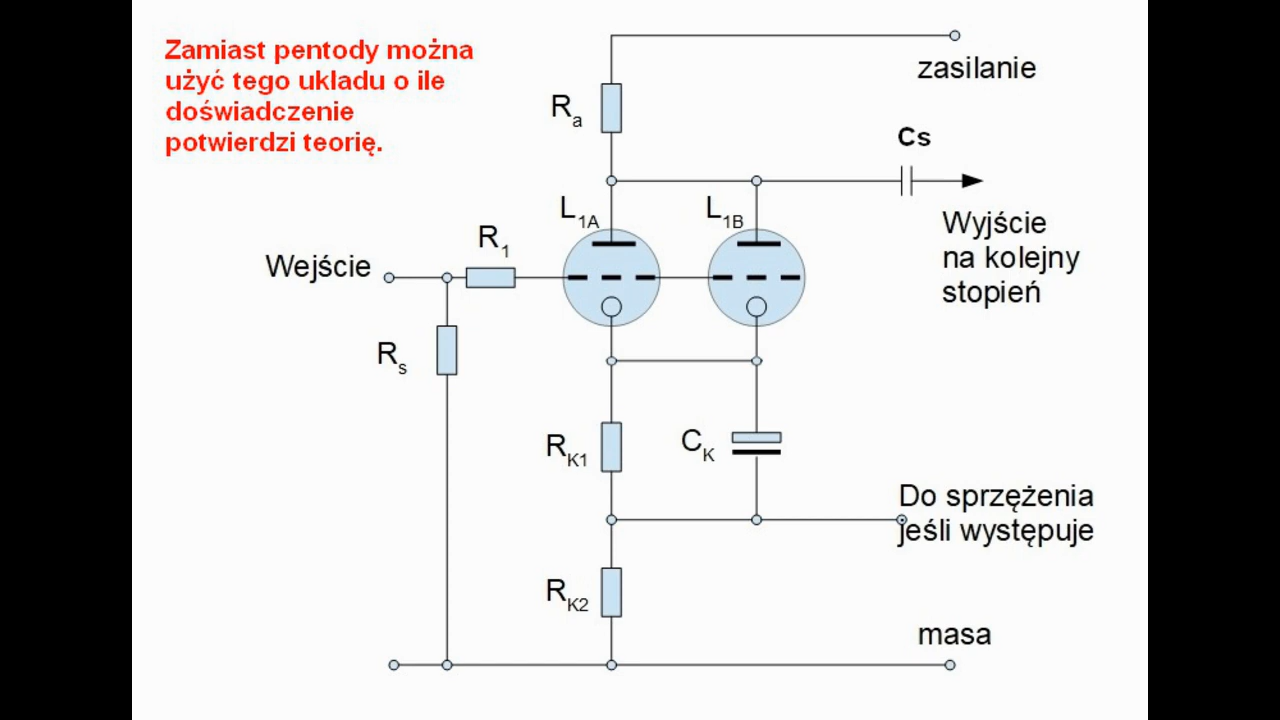 Zamiast pentody można
użyć tego ukladu o ile
doświadczenie
potwierdzi teorię.
zasilanie
Ra
Cs
L1A
L1B
Wyjście
na kolejny
stopień
R1
Wejście
Rs
RK1
CK
Do sprzężenia
jeśli występuje
RK2
masa